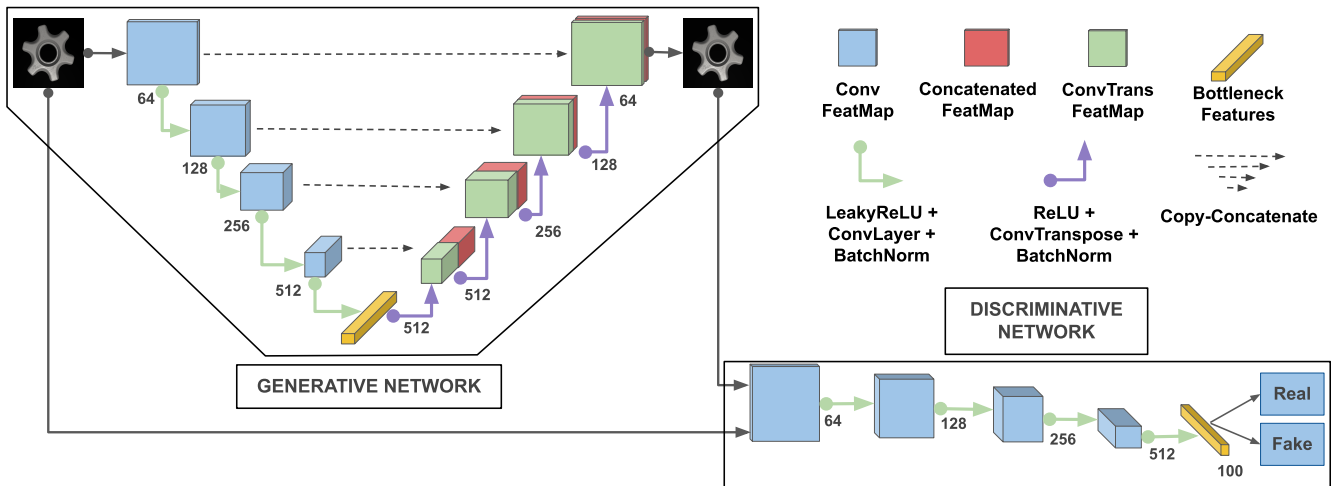 64
128
256
512
512
512
256
128
64
GENERATIVE NETWORK
Conv
FeatMap
Concatenated
FeatMap
ConvTrans
FeatMap
Bottleneck
Features
LeakyReLU +
ConvLayer +
BatchNorm
ReLU +
ConvTranspose +
BatchNorm
Copy-Concatenate
DISCRIMINATIVE
NETWORK
64
128
256
512
100
Real
Fake